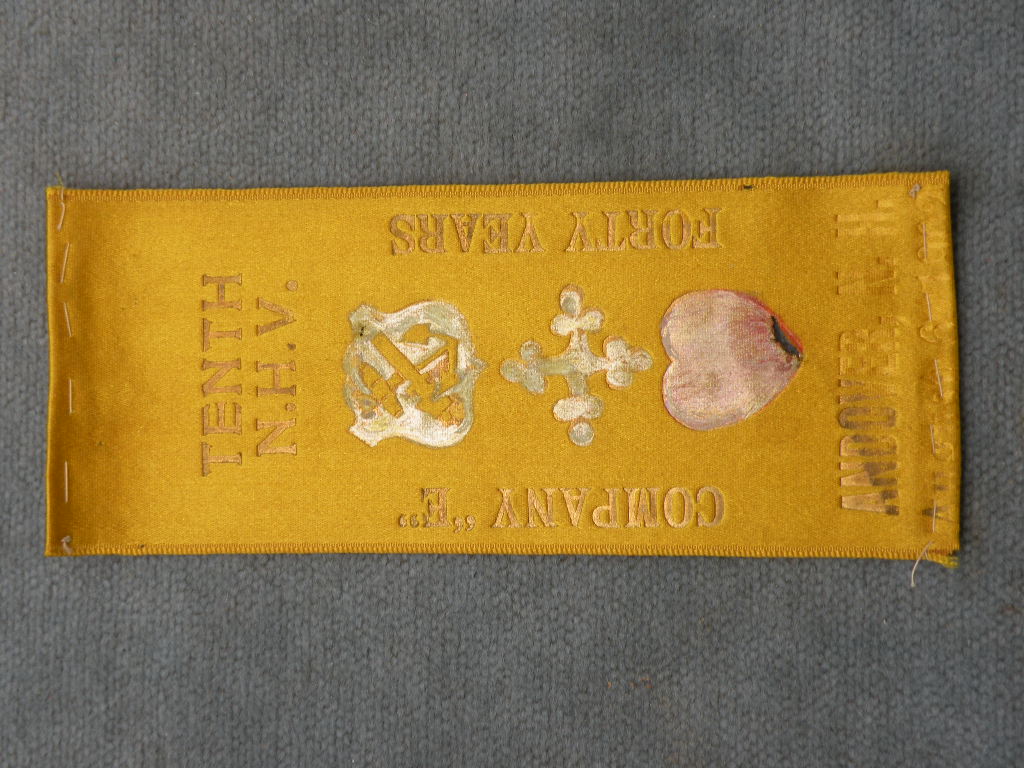 TENTH
N.H.V.
COMPANY "E"
FORTY YEARS
ANDOVER, N. H.